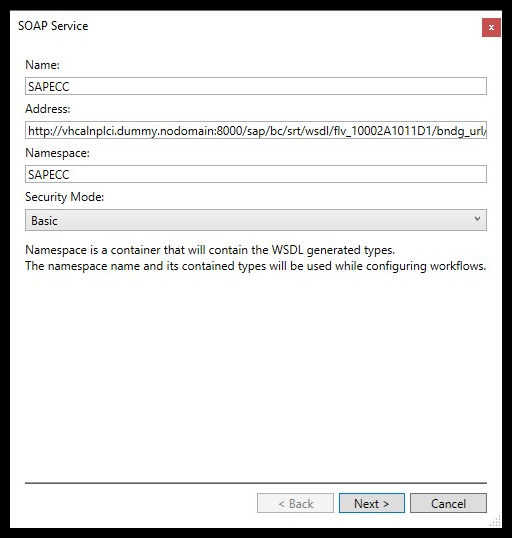 SOAP Service
x
Name:
SAPECC
Address:
http://vhcalnplci.dummy.nodomain:8000/sap/bc/srt/wsdl/flv_10002A1011D1/bndg_url/
Namespace:
SAPECC
Security Mode:
Basic
Namespace is a container that will contain the WSDL generated types.
The namespace name and its contained types will be used while configuring workflows.
< Back
Next >
Cancel